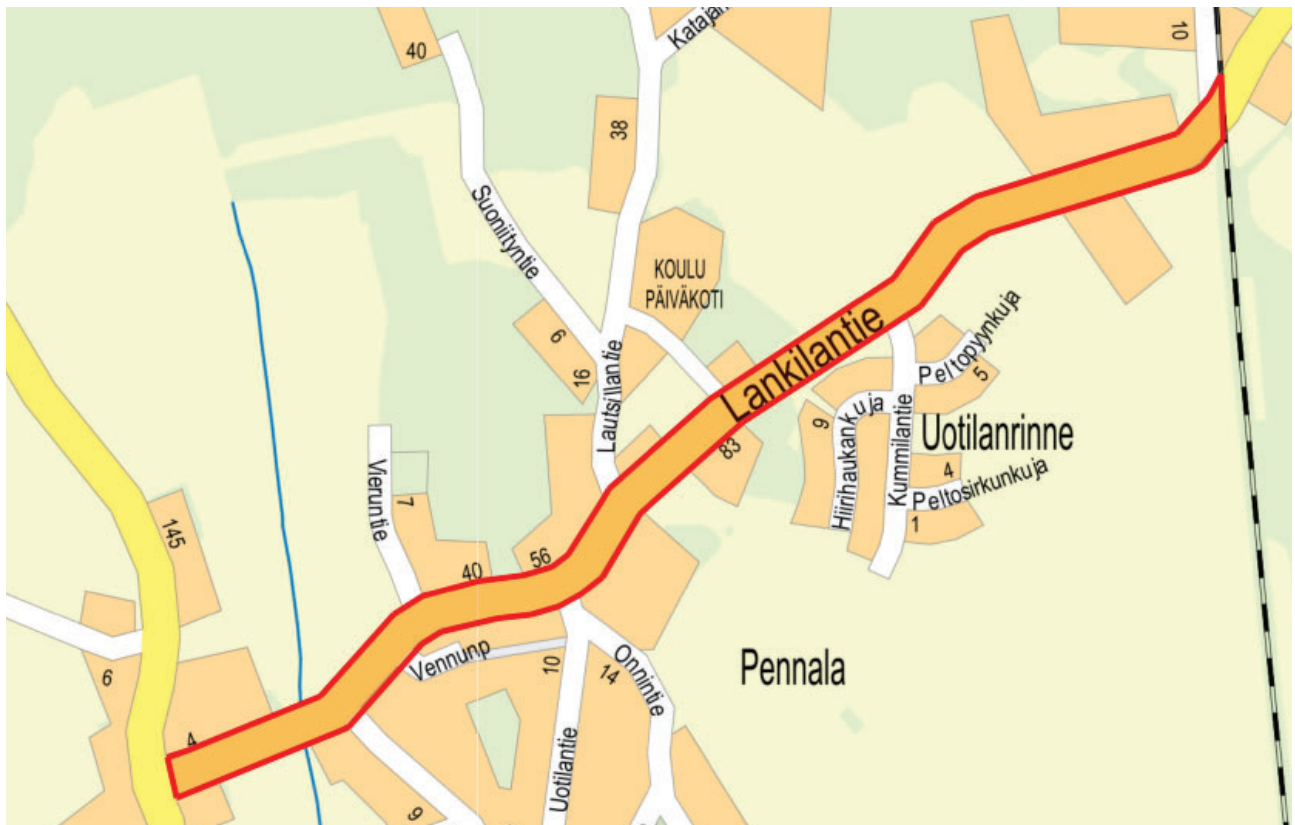 40
Katajan
10
38
Suoniityntie
KOULU
PÄIVÄKOTI
6
16
Lautsillantie
Lankilantie
Peltopyynkuja
5
Hiirihaukankuja
9
Kummilantie
Uotilanrinne
83
4
Peltosirkunkuja
1
Vieruntie
7
145
56
40
Vennunp
10
14
Onnintie
Pennala
6
4
Uotilantie
9